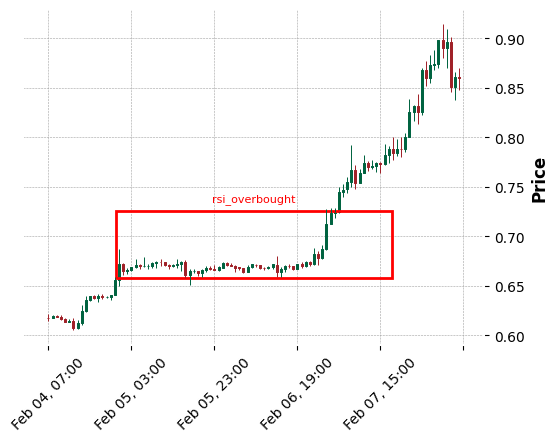 0.90
0.85
0.80
0.75
0.70
0.65
0.60
Price
rsi_overbought
Feb 04, 07:00
Feb 05, 03:00
Feb 05, 23:00
Feb 06, 19:00
Feb 07, 15:00